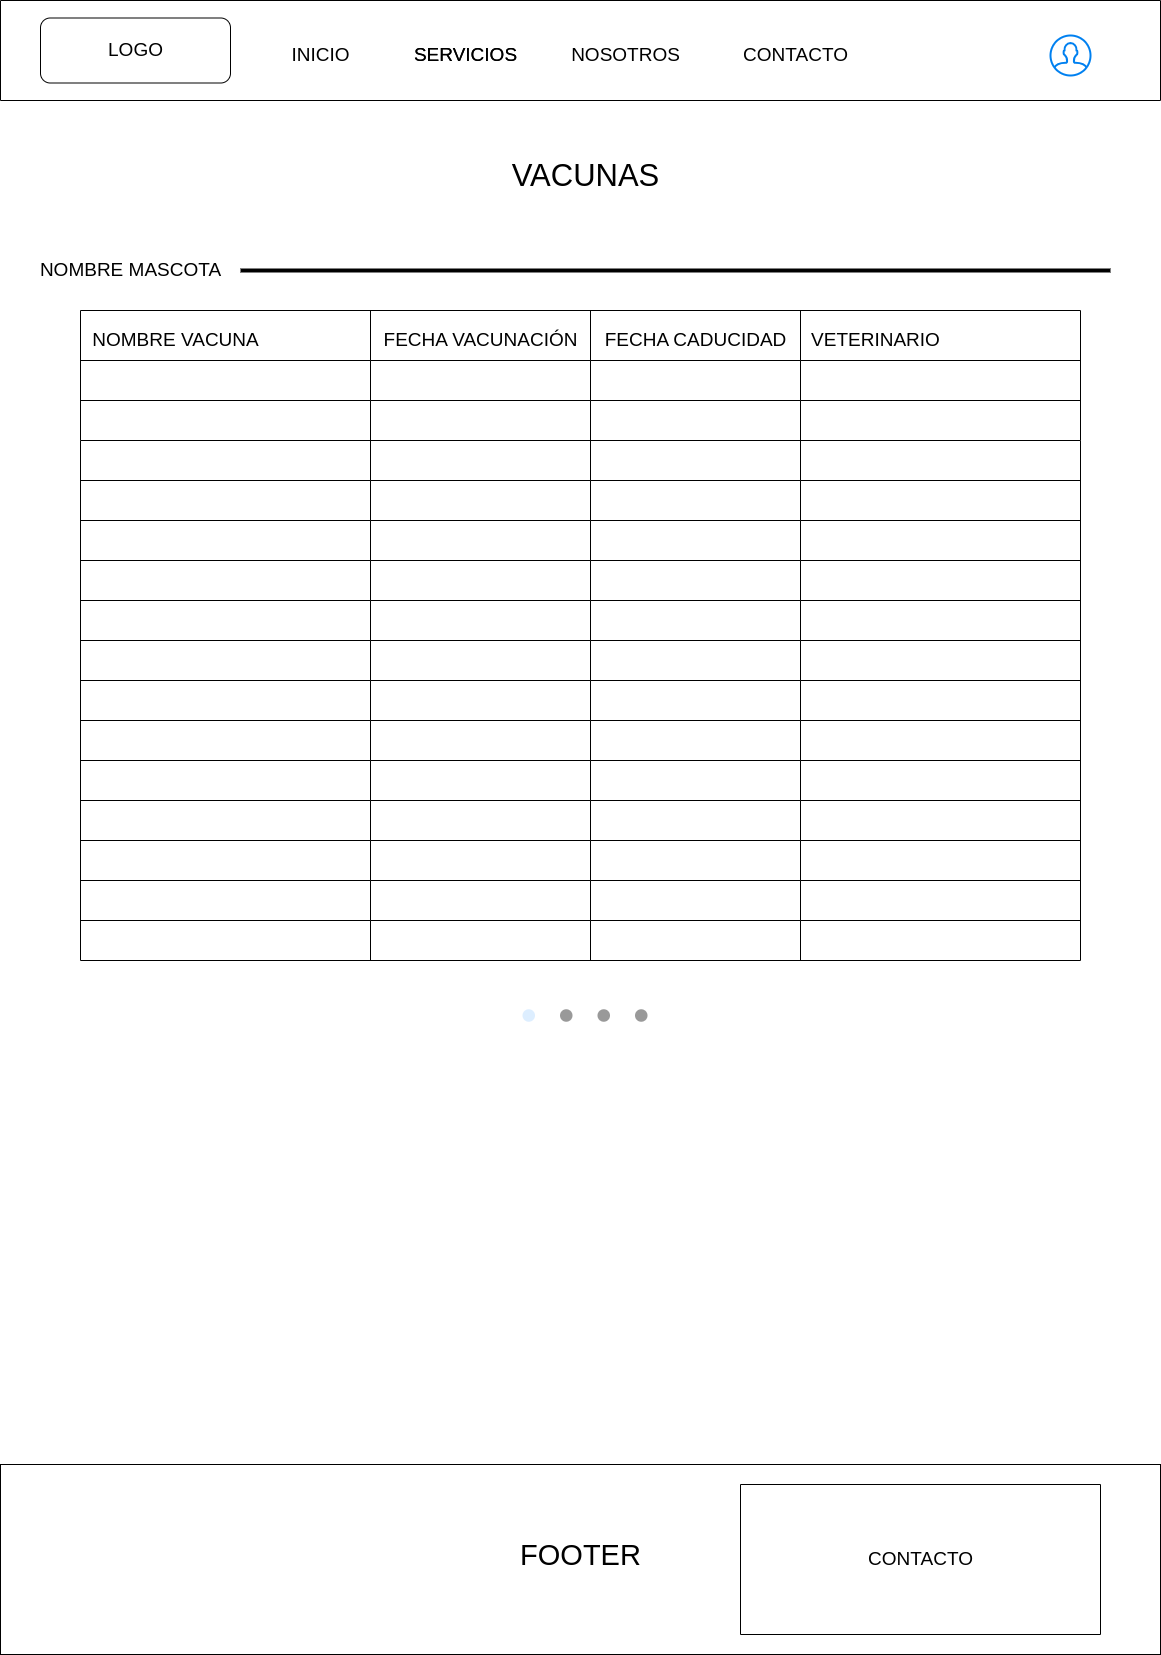 LOGO
INICIO SERVICIOS NOSOTROS CONTACTO
VACUNAS
NOMBRE MASCOTA
NOMBRE VACUNA FECHA VACUNACIÓN FECHA CADUCIDAD VETERINARIO
FOOTER
CONTACTO